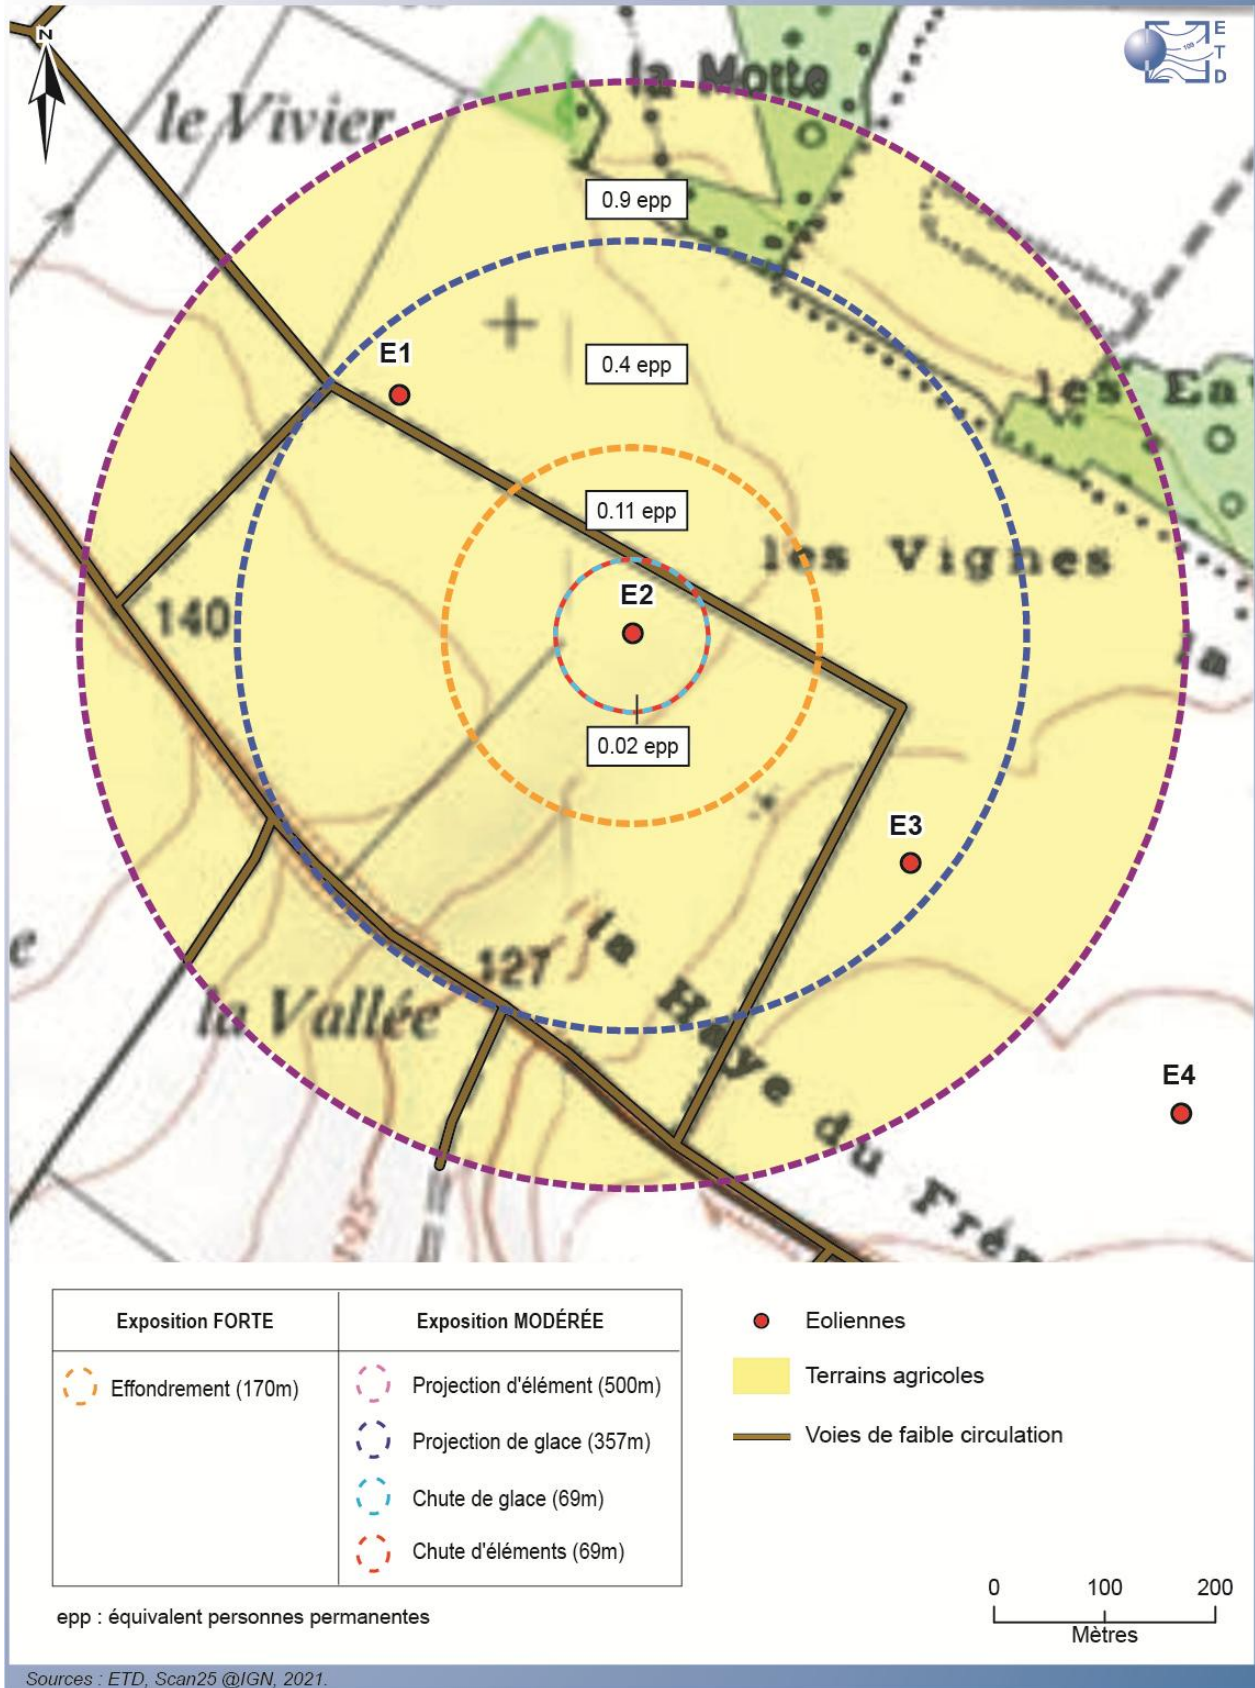 N
E
T
D
la Motte
le Vivier
0.9 epp
E1
0.4 epp
0.11 epp
les Vignes
E2
140
la
0.02 epp
E3
127
la Haye du
la Vallée
E4
125
Exposition FORTE
Exposition MODÉRÉE
Effondrement (170m)
Projection d'élément (500m)
Projection de glace (357m)
Chute de glace (69m)
Chute d'éléments (69m)
Eoliennes
Terrains agricoles
Voies de faible circulation
epp : équivalent personnes permanentes
0 100 200
Mètres
Sources : ETD, Scan25 @IGN, 2021.